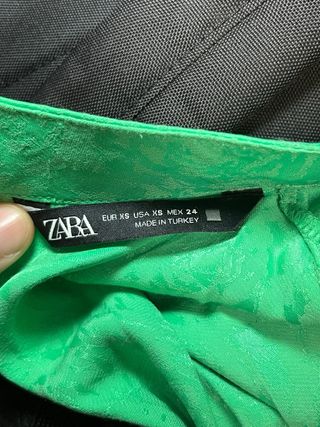 ZARA
EUR XS USA XS MEX 24
MADE IN TURKEY